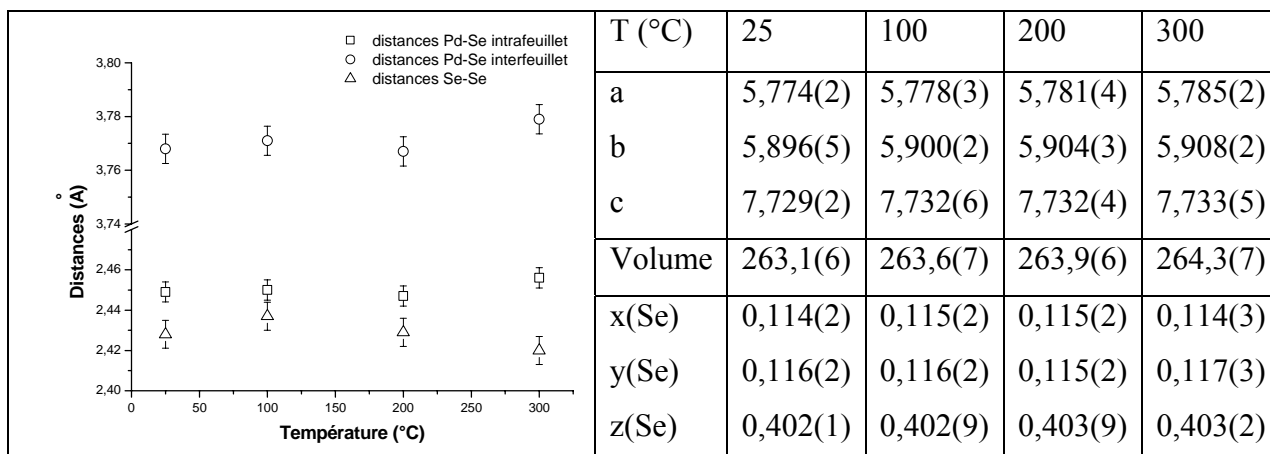 distances Pd-Se intrafeuillet
distances Pd-Se interfeuillet
distances Se-Se
3,80
3,78
3,76
3,74
2,46
2,44
2,42
2,40
0 50 100 150 200 250 300
Distances (Å)
Température (°C)
T (°C) 25 100 200 300
a 5,774(2) 5,778(3) 5,781(4) 5,785(2)
b 5,896(5) 5,900(2) 5,904(3) 5,908(2)
c 7,729(2) 7,732(6) 7,732(4) 7,733(5)
Volume 263,1(6) 263,6(7) 263,9(6) 264,3(7)
x(Se) 0,114(2) 0,115(2) 0,115(2) 0,114(3)
y(Se) 0,116(2) 0,116(2) 0,115(2) 0,117(3)
z(Se) 0,402(1) 0,402(9) 0,403(9) 0,403(2)